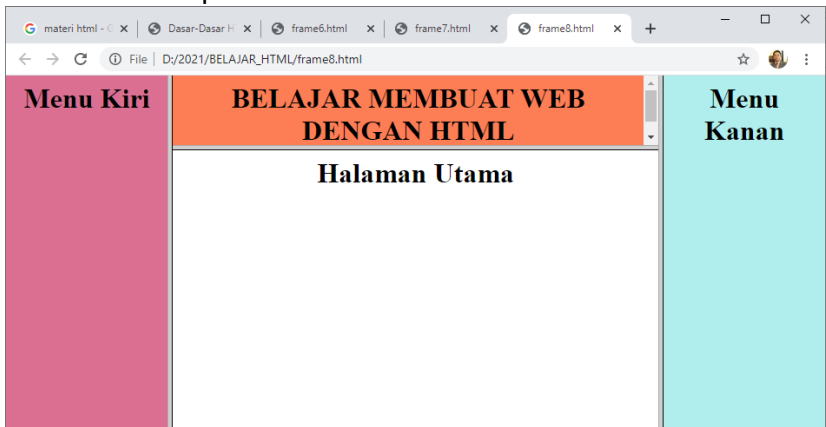 materi html - G
Dasar-Dasar H
frame6.html
frame7.html
frame8.html
File
D:/2021/BELAJAR_HTML/frame8.html
Menu Kiri
BELAJAR MEMBUAT WEB
DENGAN HTML
Halaman Utama
Menu
Kanan